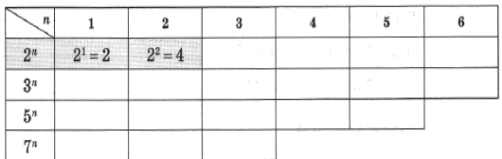 n 1 2 3 4 5 6
2ⁿ 2¹ = 2 2² = 4
3ⁿ
5ⁿ
7ⁿ